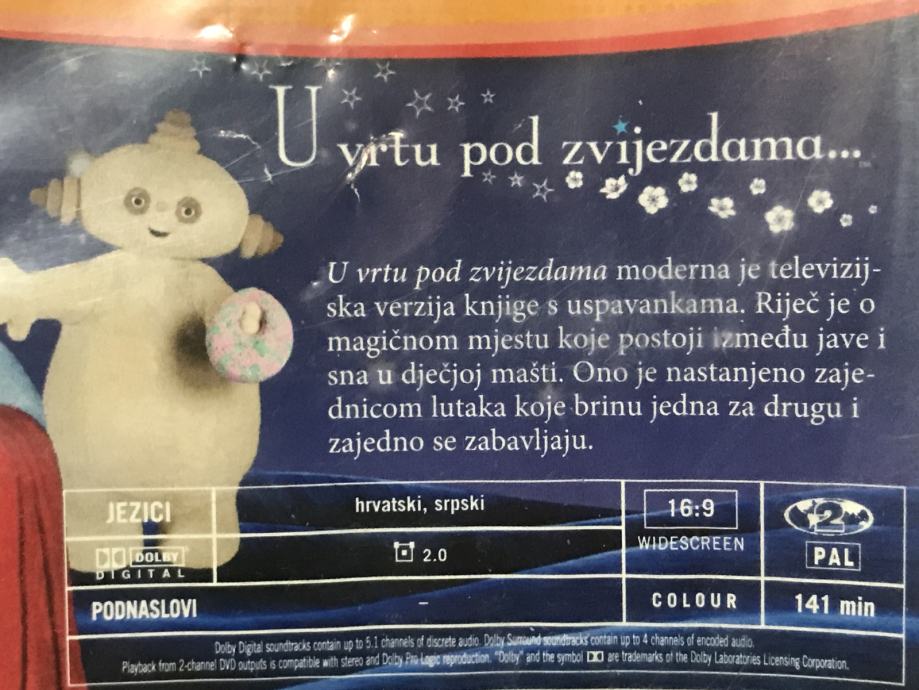 U vrtu pod zvijezdama...
U vrtu pod zvijezdama moderna je televizij-
ska verzija knjige s uspavankama. Riječ je o
magičnom mjestu koje postoji između jave i
sna u dječjoj mašti. Ono je nastanjeno zaje-
dnicom lutaka koje brinu jedna za drugu i
zajedno se zabavljaju.
JEZICI
hrvatski, srpski
16:9
WIDESCREEN
2
PAL
DOLBY
DIGITAL
2.0
PODNASLOVI
–
COLOUR
141 min
Dolby Digital soundtracks contain up to 5.1 channels of discrete audio. Dolby Surround soundtracks contain up to 4 channels of encoded audio.
Playback from 2-channel DVD outputs is compatible with stereo and Dolby Pro Logic reproduction. "Dolby" and the symbol are trademarks of the Dolby Laboratories Licensing Corporation.